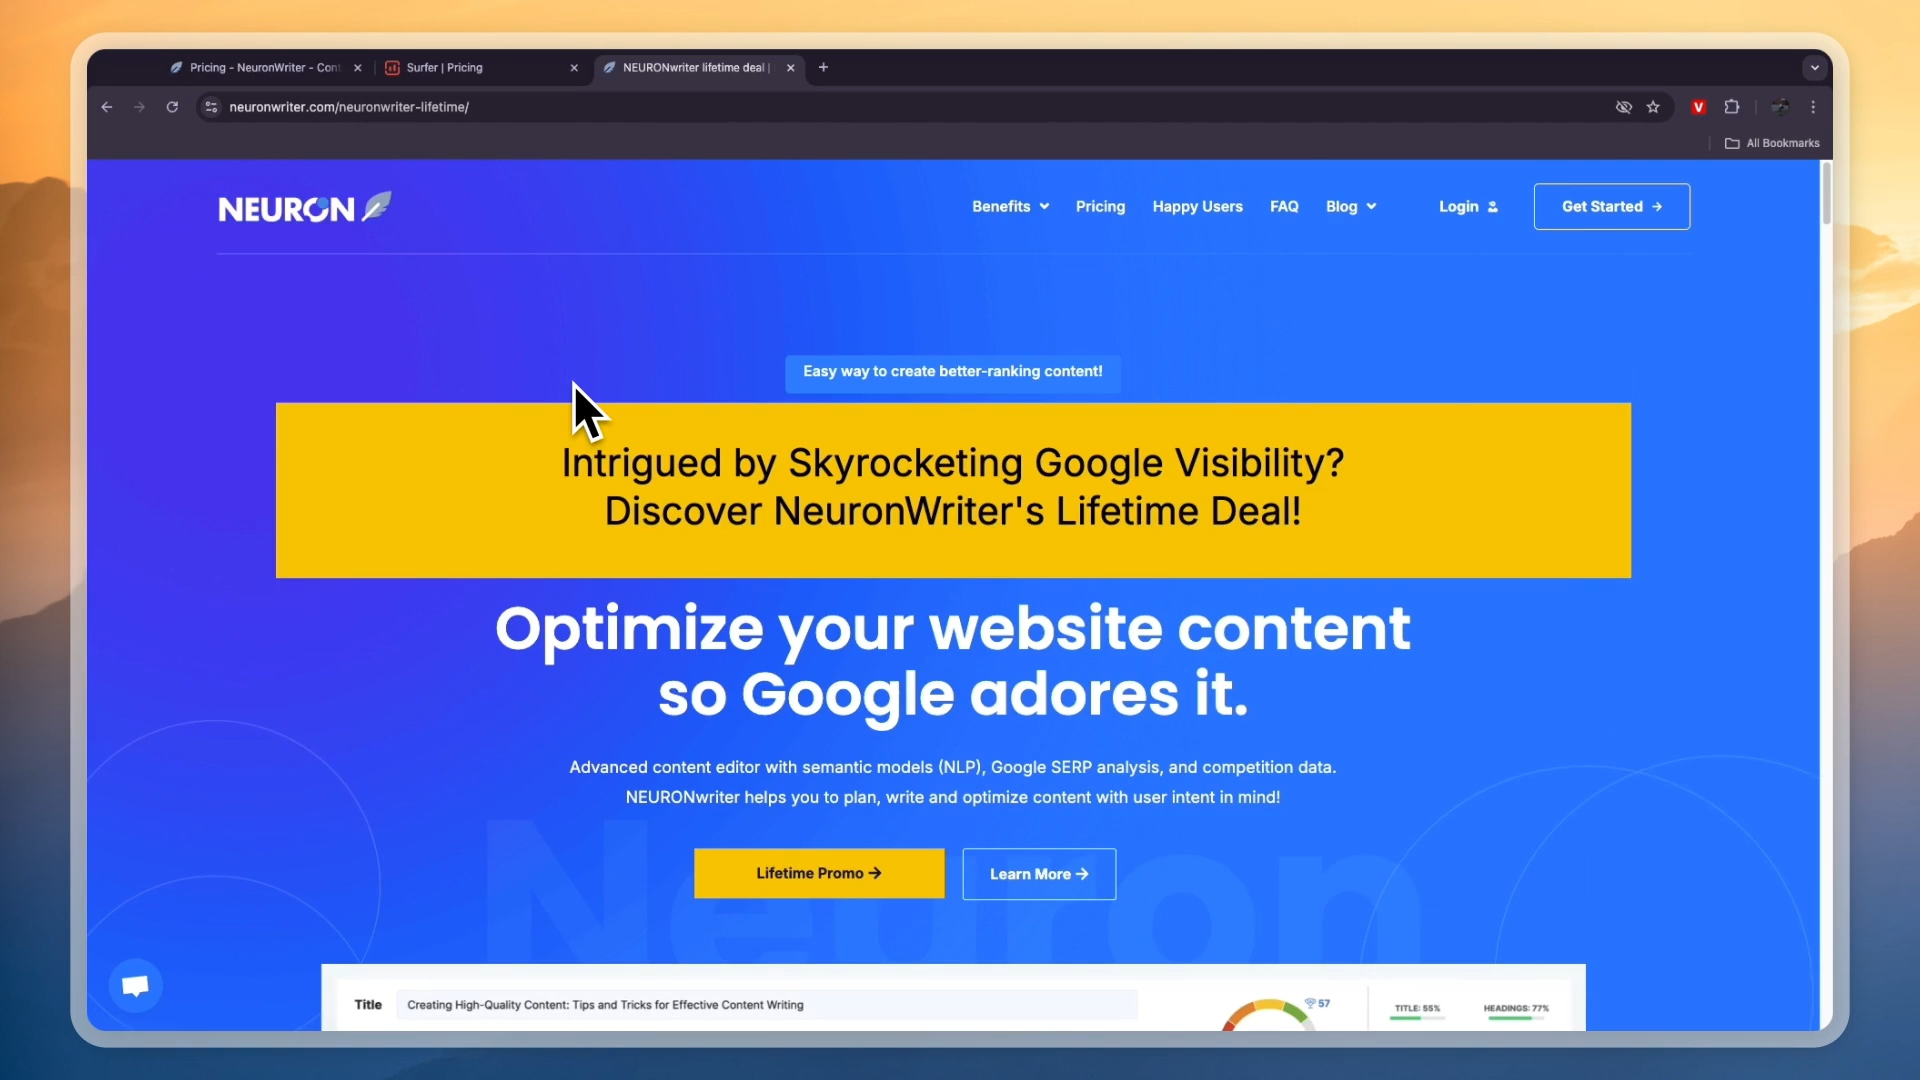 Pricing - NeuronWriter - Cont
Surfer | Pricing
NEURONwriter lifetime deal |
neuronwriter.com/neuronwriter-lifetime/
V
All Bookmarks
NEURON
Benefits
Pricing
Happy Users
FAQ
Blog
Login
Get Started →
Easy way to create better-ranking content!
Intrigued by Skyrocketing Google Visibility?
Discover NeuronWriter's Lifetime Deal!
Optimize your website content
so Google adores it.
Advanced content editor with semantic models (NLP), Google SERP analysis, and competition data.
NEURONwriter helps you to plan, write and optimize content with user intent in mind!
Neuron
Lifetime Promo →
Learn More →
Title
Creating High-Quality Content: Tips and Tricks for Effective Content Writing
57
TITLE: 55%
HEADINGS: 77%